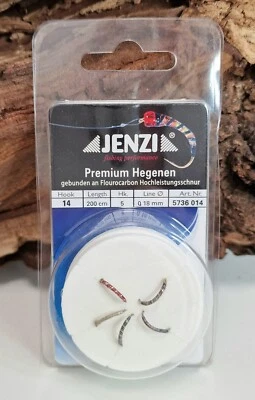 JENZI
fishing performance
Premium Hegenen
gebunden an Flourocarbon Hochleistungsschnur
Hook Length Hk. Line Ø Art. Nr.
14 200 cm 5 0,18 mm 5736 014